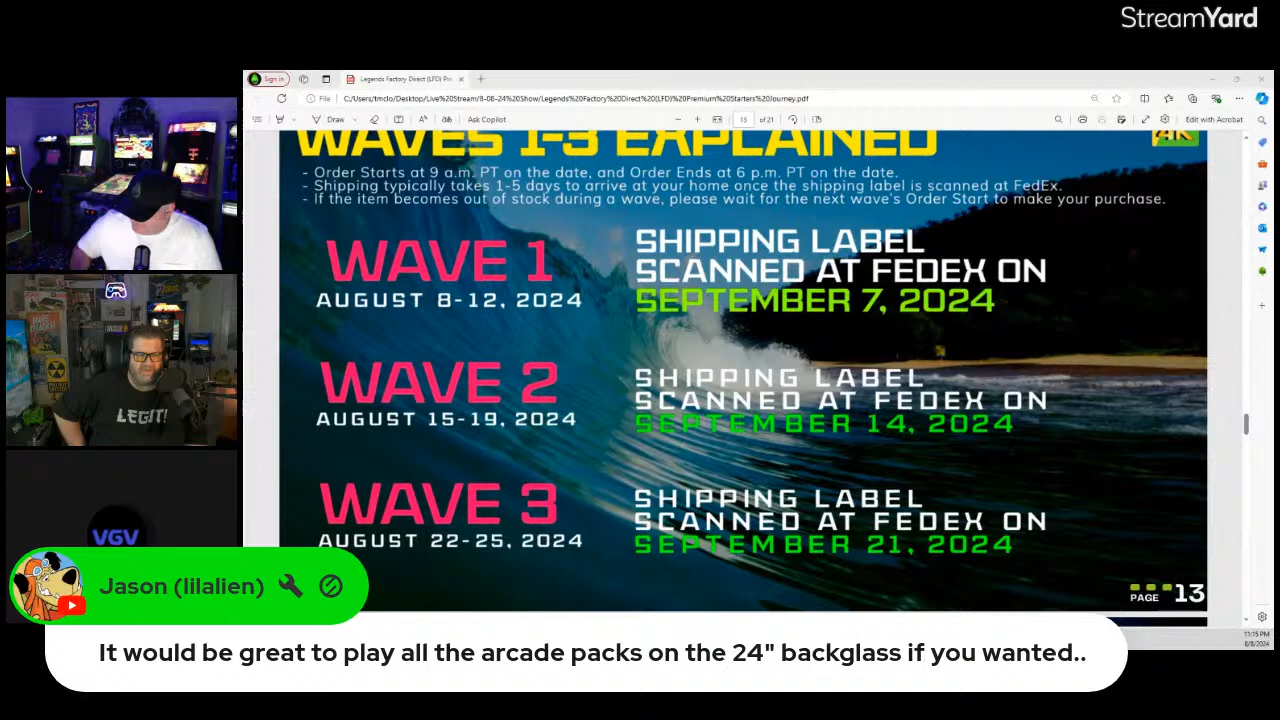 StreamYard
Sign in
Legends Factory Direct (LFD) Pre
File
C:/Users/tmclo/Desktop/Live%20Stream/8-08-24%20Show/Legends%20Factory%20Direct%20(LFD)%20Premium%20Starters%20Journey.pdf
Draw
Ask Copilot
13 of 21
Edit with Acrobat
WAVES 1-3 EXPLAINED
4K
- Order Starts at 9 a.m. PT on the date, and Order Ends at 6 p.m. PT on the date.
- Shipping typically takes 1-5 days to arrive at your home once the shipping label is scanned at FedEx.
- If the item becomes out of stock during a wave, please wait for the next wave's Order Start to make your purchase.
WAVE 1
AUGUST 8-12, 2024
SHIPPING LABEL
SCANNED AT FEDEX ON
SEPTEMBER 7, 2024
WAVE 2
AUGUST 15-19, 2024
SHIPPING LABEL
SCANNED AT FEDEX ON
SEPTEMBER 14, 2024
WAVE 3
AUGUST 22-25, 2024
SHIPPING LABEL
SCANNED AT FEDEX ON
SEPTEMBER 21, 2024
PAGE 13
11:15 PM
8/8/2024
LEGIT!
VGV
Jason (lilalien)
It would be great to play all the arcade packs on the 24" backglass if you wanted..